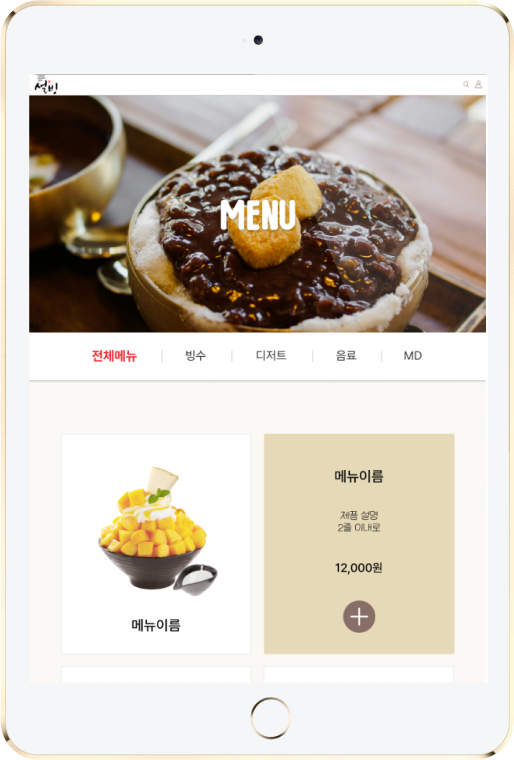 설빙
MENU
전체메뉴
빙수
디저트
음료
MD
메뉴이름
메뉴이름
제품 설명
2줄 이내로
12,000원